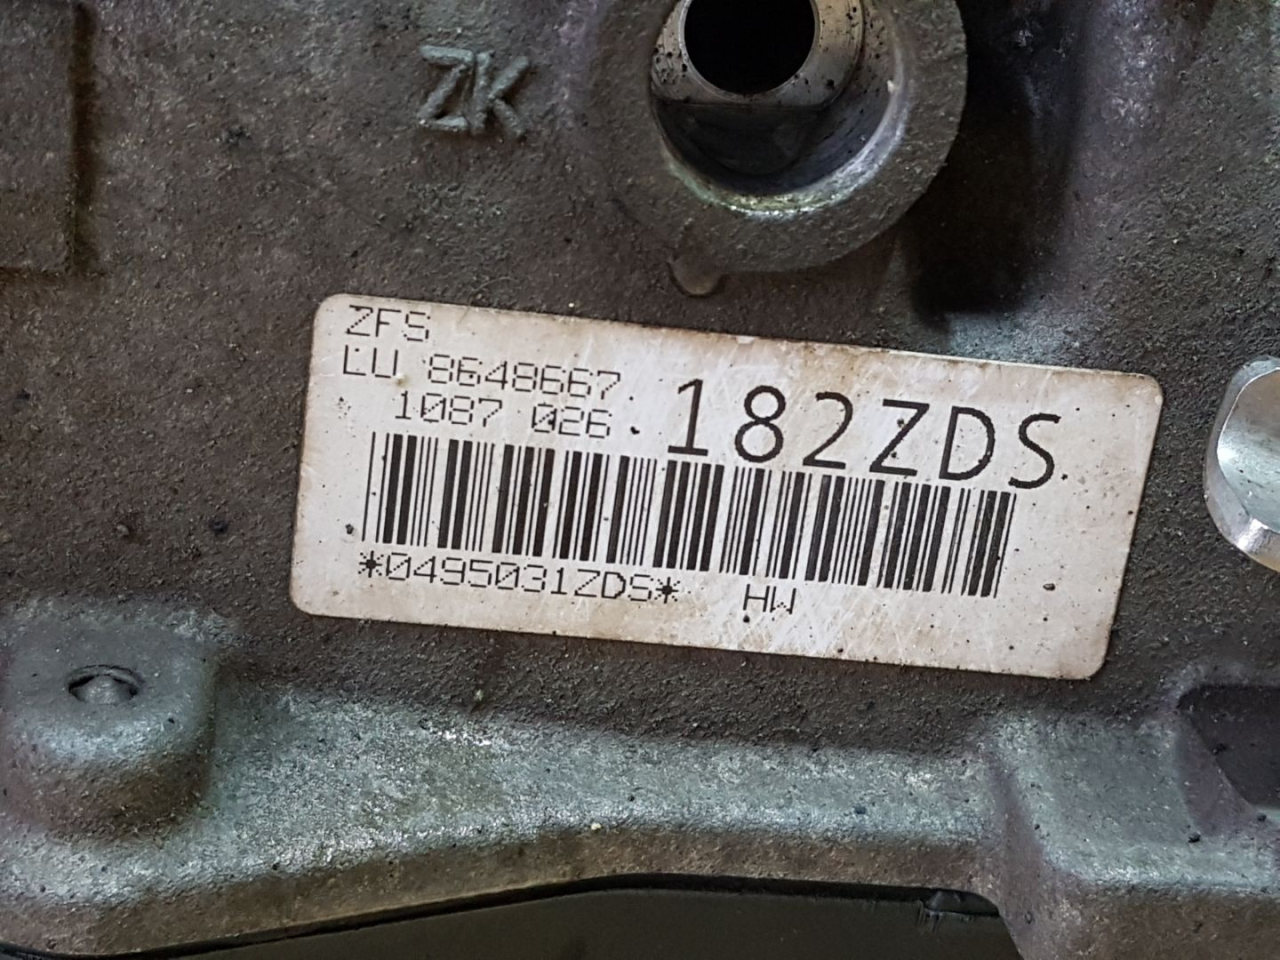 ZK
ZFS
LU 8648667
1087 026
182ZDS
*0495031ZDS* HW